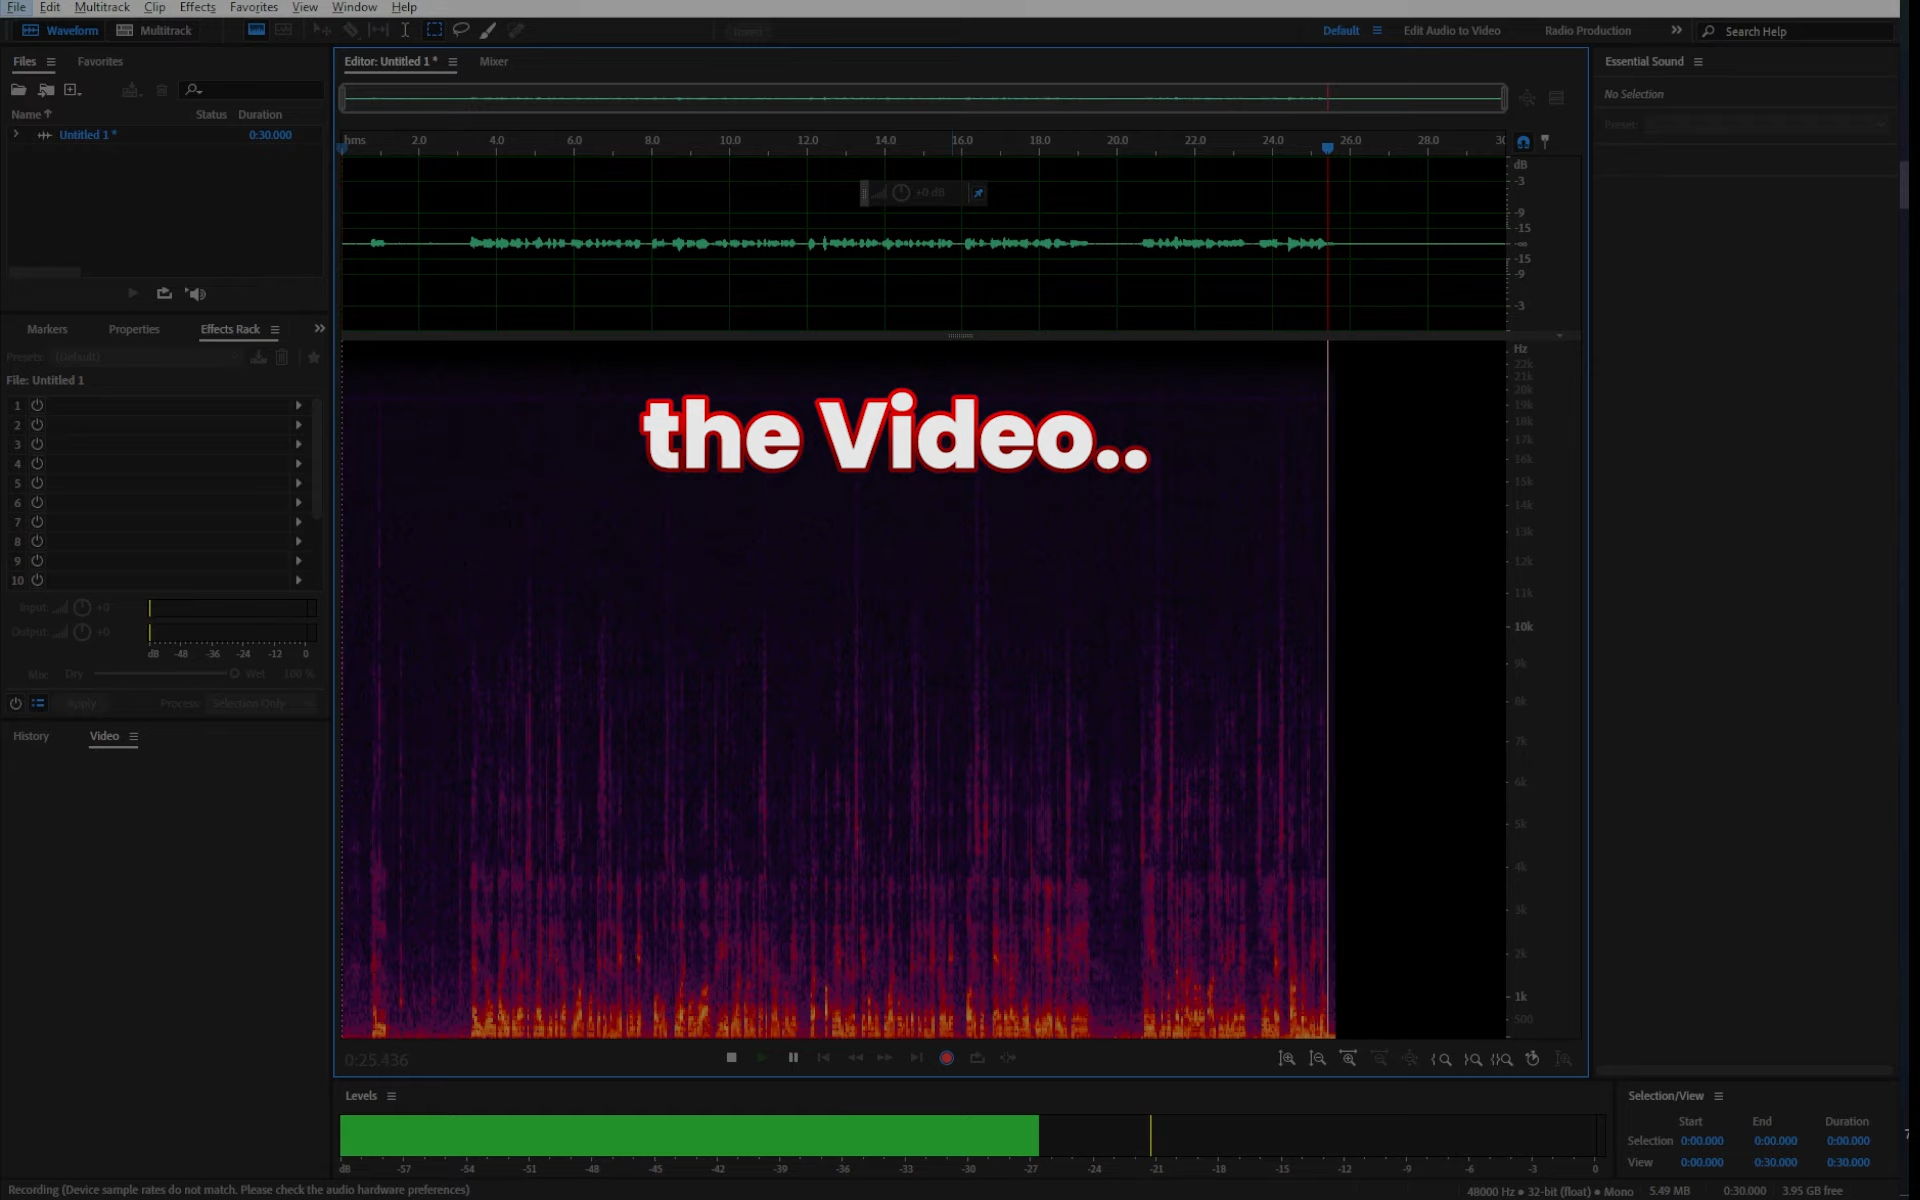 File Edit Multitrack Clip Effects Favorites View Window Help
Waveform Multitrack
Default Edit Audio to Video Radio Production Search Help
Files Favorites
Name Status Duration
Untitled 1 * 0:30.000
Editor: Untitled 1 * Mixer
Essential Sound
No Selection
Preset:
hms 2.0 4.0 6.0 8.0 10.0 12.0 14.0 16.0 18.0 20.0 22.0 24.0 26.0 28.0 30
dB
-3
-9
-15
-∞
-15
-9
-3
+0 dB
Markers Properties Effects Rack
Presets: (Default)
File: Untitled 1
1
2
3
4
5
6
7
8
9
10
Input: +0
Output: +0
dB -48 -36 -24 -12 0
Mix: Dry Wet 100 %
Apply Process: Selection Only
History Video
the Video..
Hz
22k
21k
20k
19k
18k
17k
16k
15k
14k
13k
12k
11k
10k
9k
8k
7k
6k
5k
4k
3k
2k
1k
500
0:25.436
Levels
dB -57 -54 -51 -48 -45 -42 -39 -36 -33 -30 -27 -24 -21 -18 -15 -12 -9 -6 -3 0
Selection/View
Start End Duration
Selection 0:00.000 0:00.000 0:00.000
View 0:00.000 0:30.000 0:30.000
Recording (Device sample rates do not match. Please check the audio hardware preferences)
48000 Hz • 32-bit (float) • Mono 5.49 MB 0:30.000 3.95 GB free